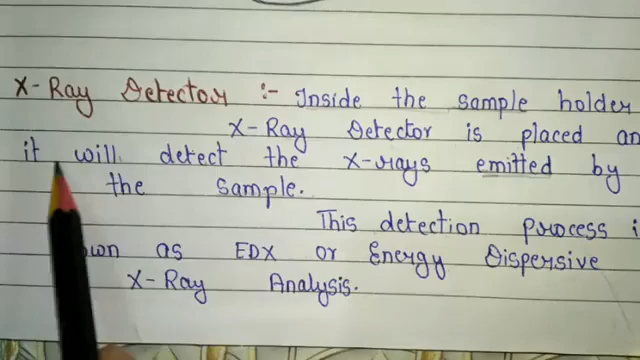 X-Ray Detector :- Inside the sample holder
X-Ray Detector is placed an
it will detect the x-rays emitted by
the sample.
This detection process i
own as EDX or Energy Dispersive
X-Ray Analysis.